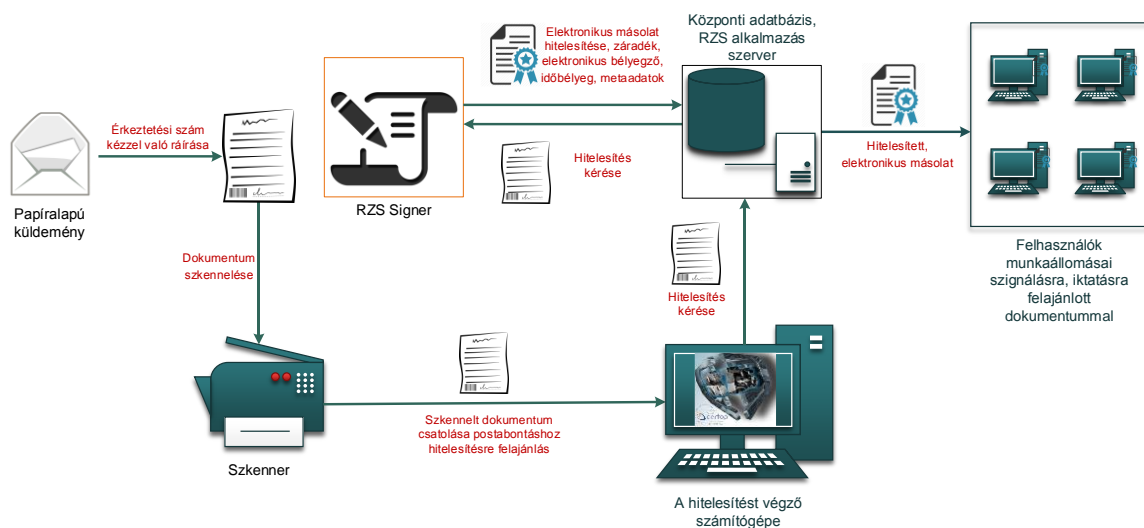 Papíralapú
küldemény
Érkeztetési szám
kézzel való ráírása
Dokumentum
szkennelése
Szkenner
Szkennelt dokumentum
csatolása postabontáshoz
hitelesítésre felajánlás
A hitelesítést végző
számítógépe
Hitelesítés
kérése
RZS Signer
Elektronikus másolat
hitelesítése, záradék,
elektronikus bélyegző,
időbélyeg, metaadatok
Hitelesítés
kérése
Központi adatbázis,
RZS alkalmazás
szerver
Hitelesített,
elektronikus másolat
Felhasználók
munkaállomásai
szignálásra, iktatásra
felajánlott
dokumentummal